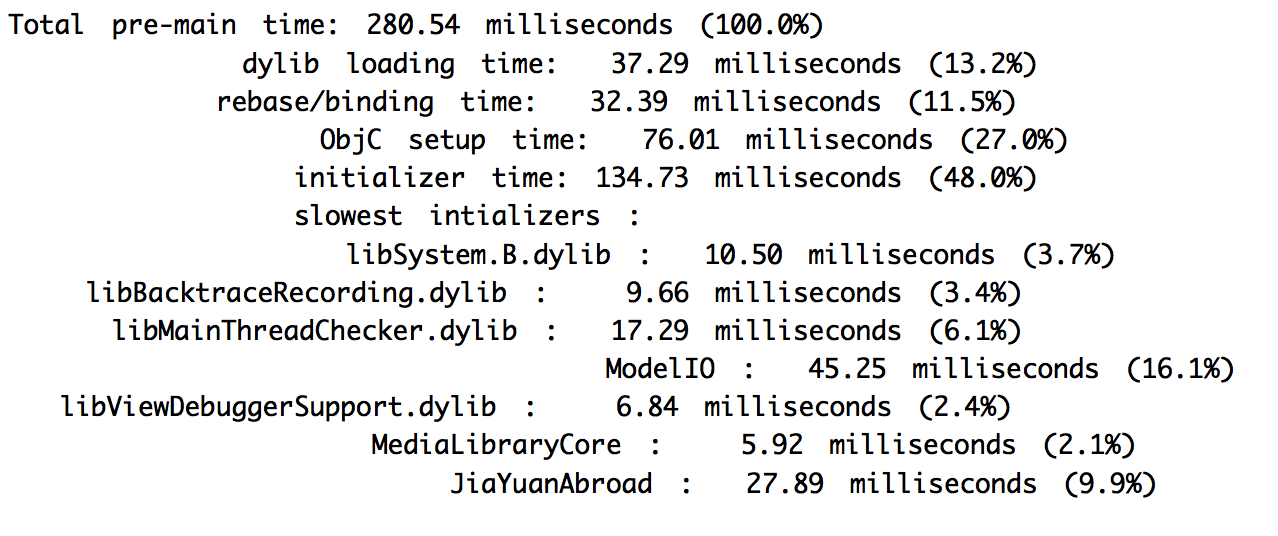 Total pre-main time: 280.54 milliseconds (100.0%)
dylib loading time: 37.29 milliseconds (13.2%)
rebase/binding time: 32.39 milliseconds (11.5%)
ObjC setup time: 76.01 milliseconds (27.0%)
initializer time: 134.73 milliseconds (48.0%)
slowest intializers :
libSystem.B.dylib : 10.50 milliseconds (3.7%)
libBacktraceRecording.dylib : 9.66 milliseconds (3.4%)
libMainThreadChecker.dylib : 17.29 milliseconds (6.1%)
ModelIO : 45.25 milliseconds (16.1%)
libViewDebuggerSupport.dylib : 6.84 milliseconds (2.4%)
MediaLibraryCore : 5.92 milliseconds (2.1%)
JiaYuanAbroad : 27.89 milliseconds (9.9%)